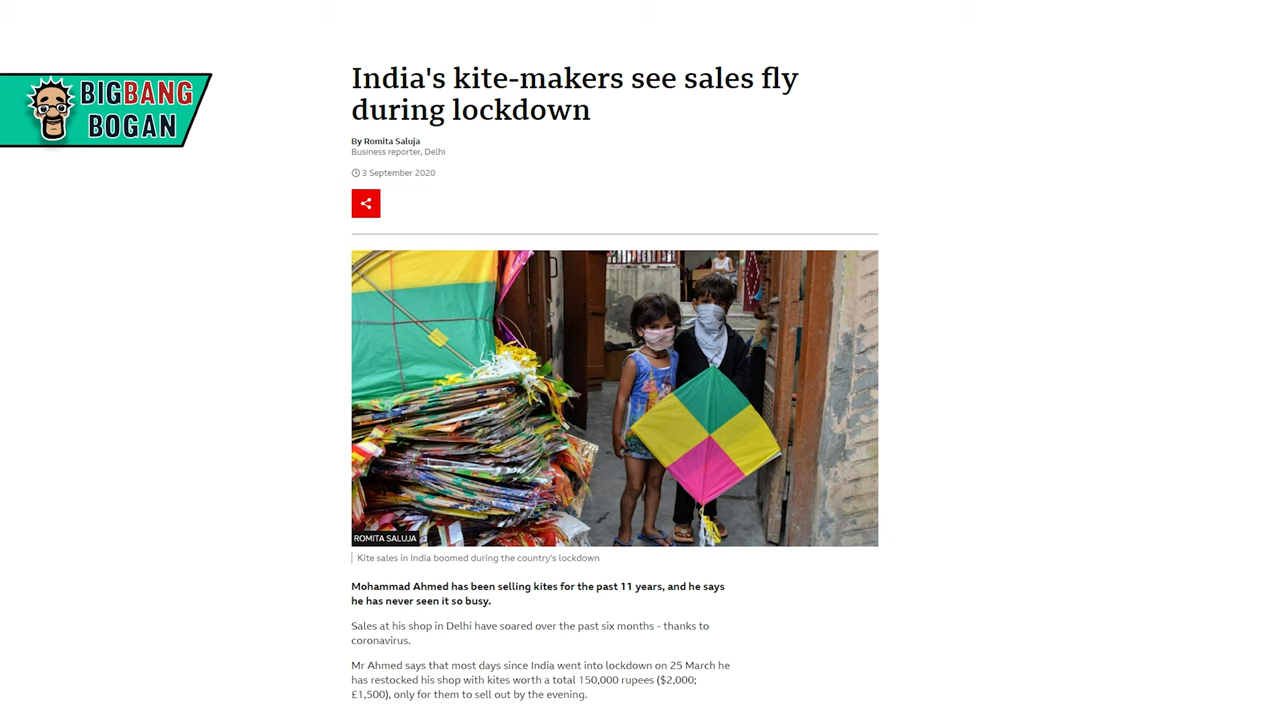 BIGBANG
BOGAN
India's kite-makers see sales fly
during lockdown
By Romita Saluja
Business reporter, Delhi
3 September 2020
ROMITA SALUJA
Kite sales in India boomed during the country's lockdown
Mohammad Ahmed has been selling kites for the past 11 years, and he says
he has never seen it so busy.
Sales at his shop in Delhi have soared over the past six months - thanks to
coronavirus.
Mr Ahmed says that most days since India went into lockdown on 25 March he
has restocked his shop with kites worth a total 150,000 rupees ($2,000;
£1,500), only for them to sell out by the evening.